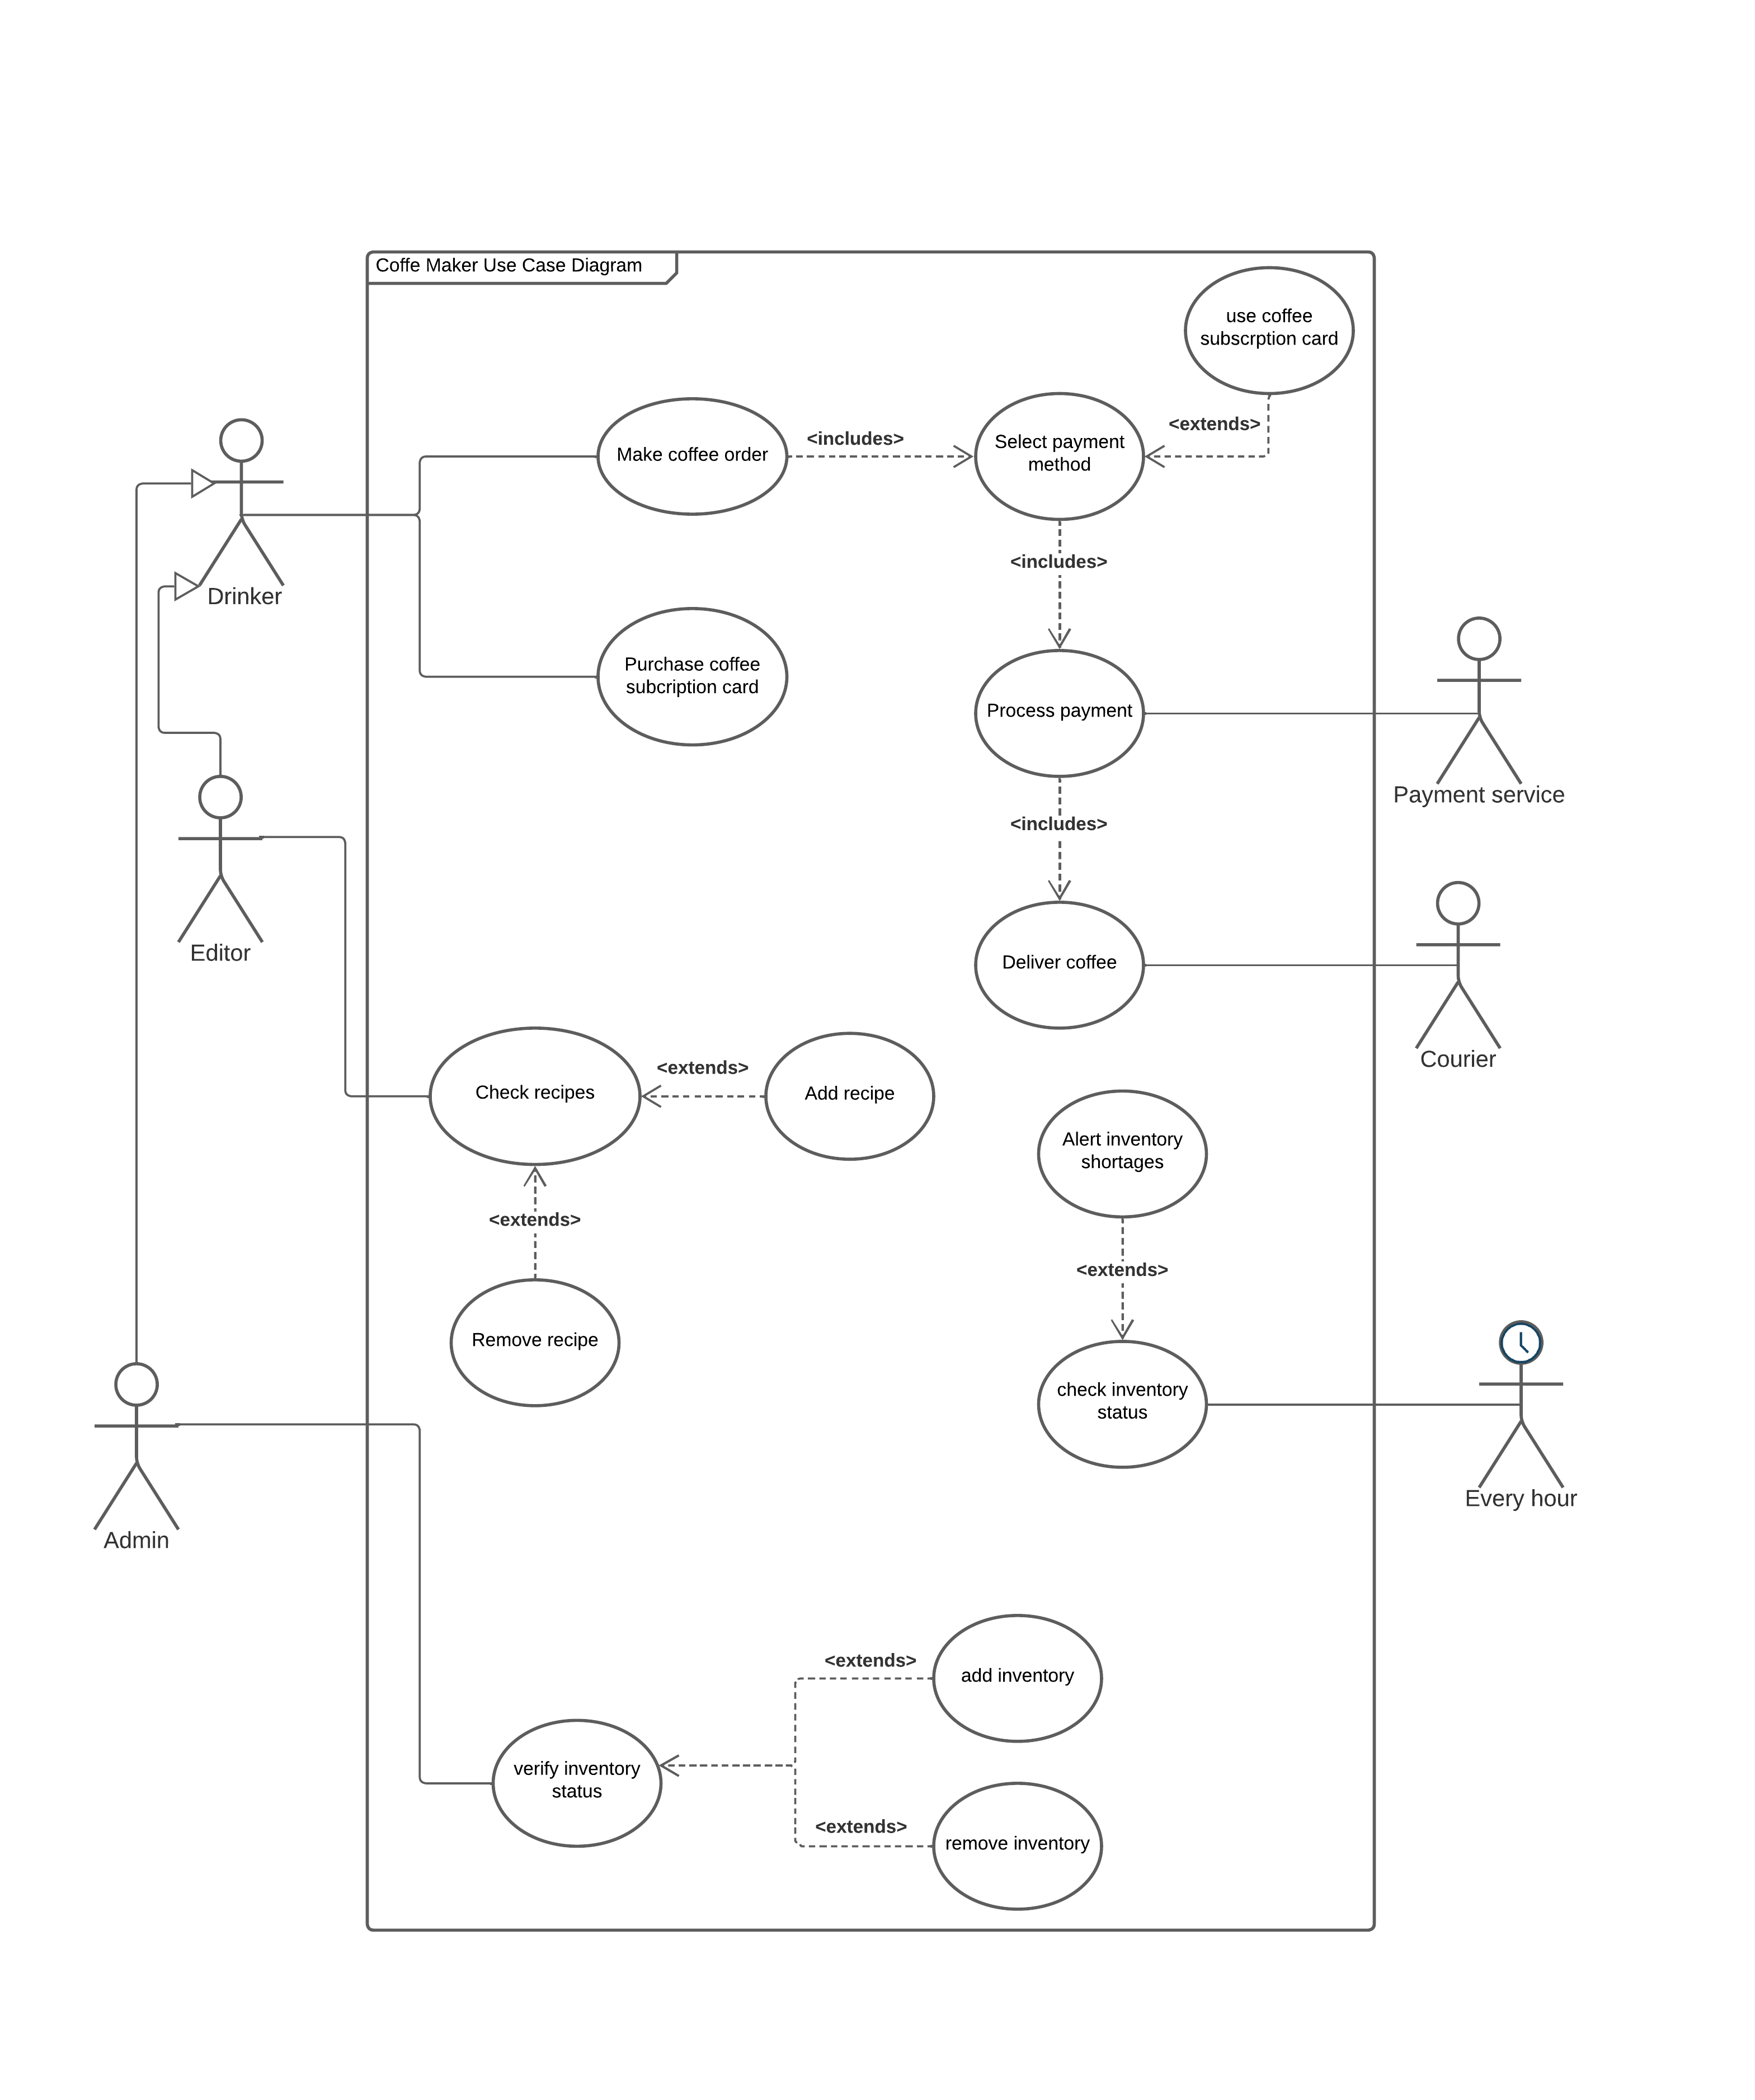 Coffe Maker Use Case Diagram
use coffee
subscrption card
<extends>
Make coffee order
<includes>
Select payment
method
<includes>
Drinker
Purchase coffee
subcription card
Process payment
Payment service
<includes>
Editor
Deliver coffee
Courier
Check recipes
<extends>
Add recipe
Alert inventory
shortages
<extends>
<extends>
Remove recipe
check inventory
status
Every hour
Admin
<extends>
add inventory
verify inventory
status
<extends>
remove inventory